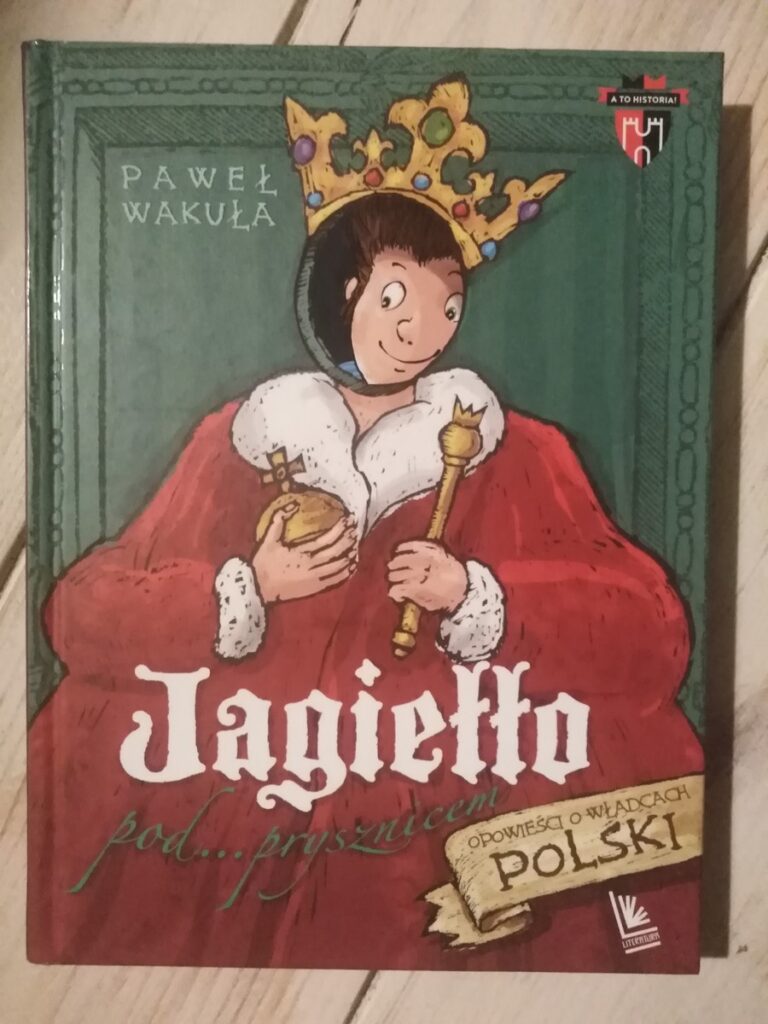 A TO HISTORIA!
PAWEŁ
WAKUŁA
Jagiełło
pod... prysznicem
OPOWIEŚCI O WŁADCACH
POLSKI
LITERATURA